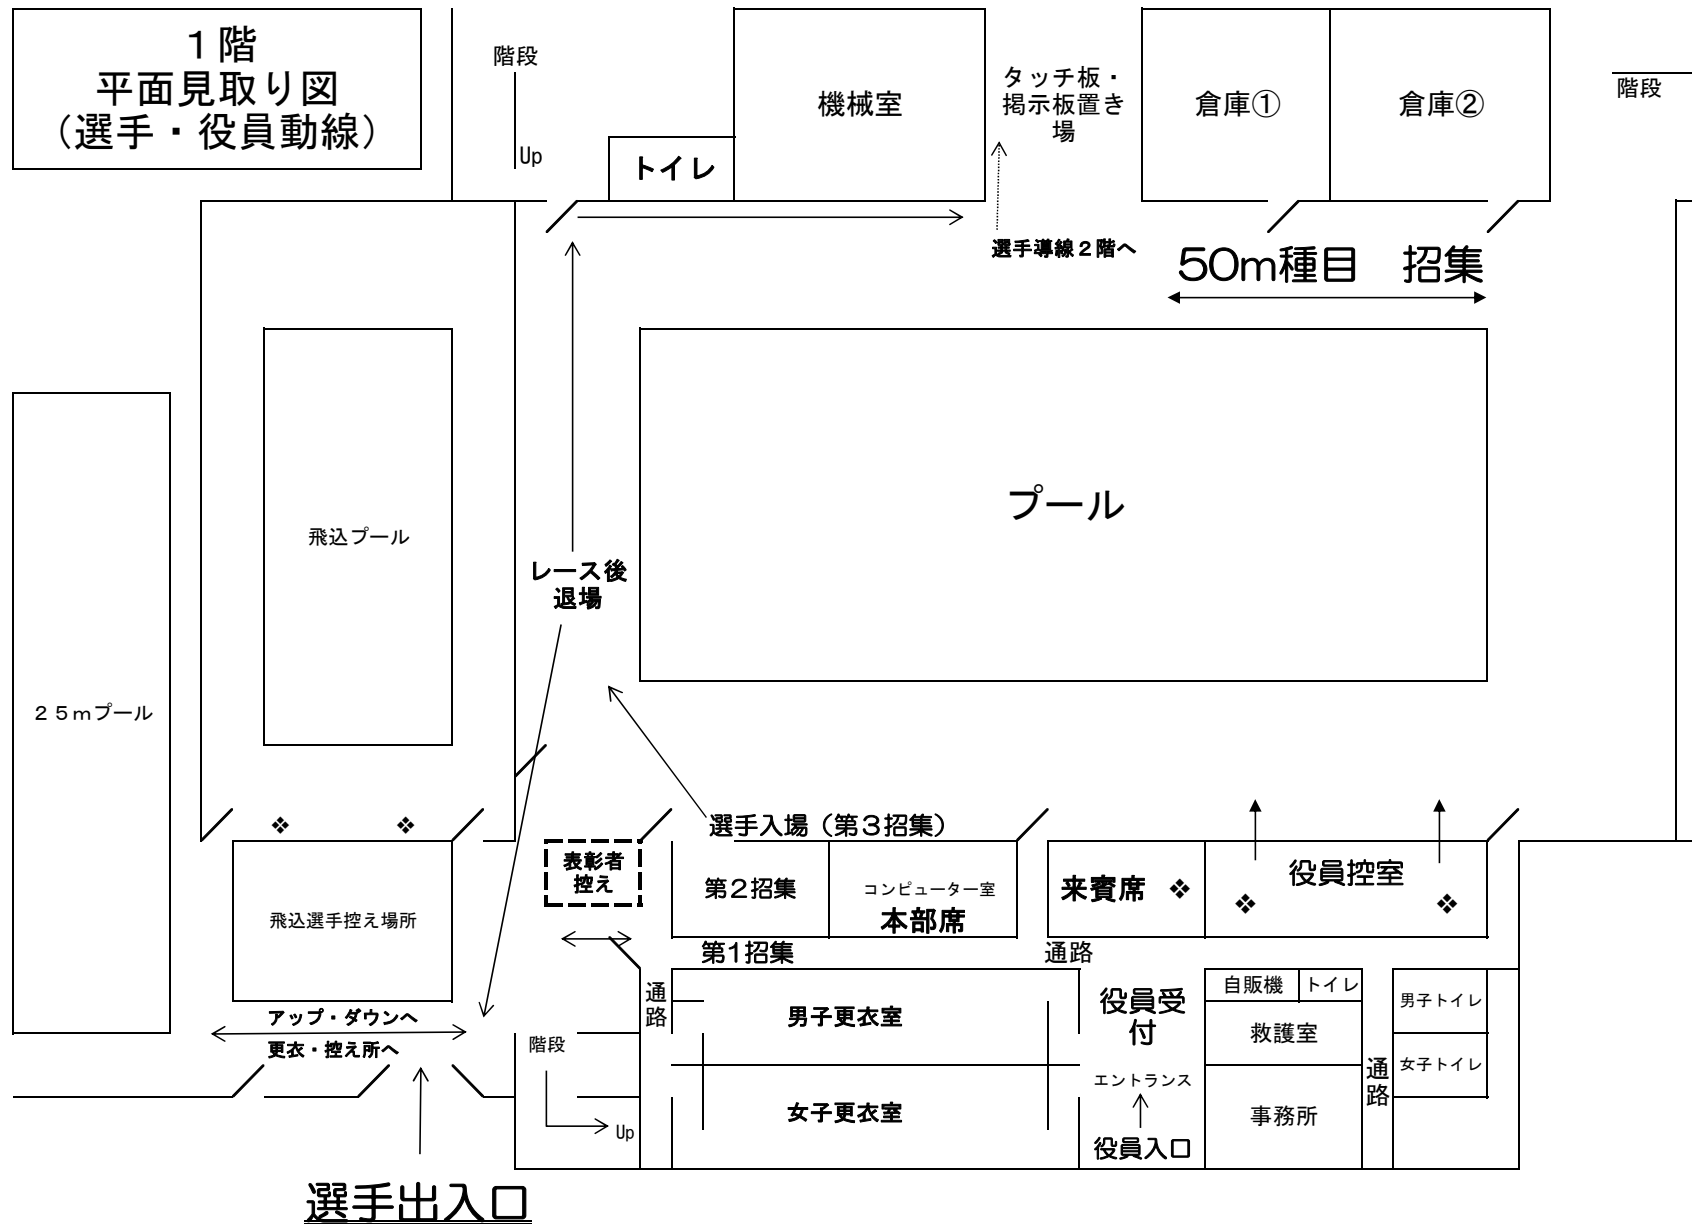 １階
平面見取り図
（選手・役員動線）
階段
Up
トイレ
機械室
タッチ板・
掲示板置き
場
倉庫①
倉庫②
階段
選手導線２階へ
50m種目　招集
プール
飛込プール
レース後
退場
２５ｍプール
選手入場（第３招集）
表彰者
控え
第２招集
コンピューター室
本部席
来賓席 ❖
役員控室
飛込選手控え場所
第１招集
通路
アップ・ダウンへ
更衣・控え所へ
階段
Up
通
路
男子更衣室
女子更衣室
役員受
付
エントランス
役員入口
自販機
トイレ
救護室
事務所
通
路
男子トイレ
女子トイレ
選手出入口